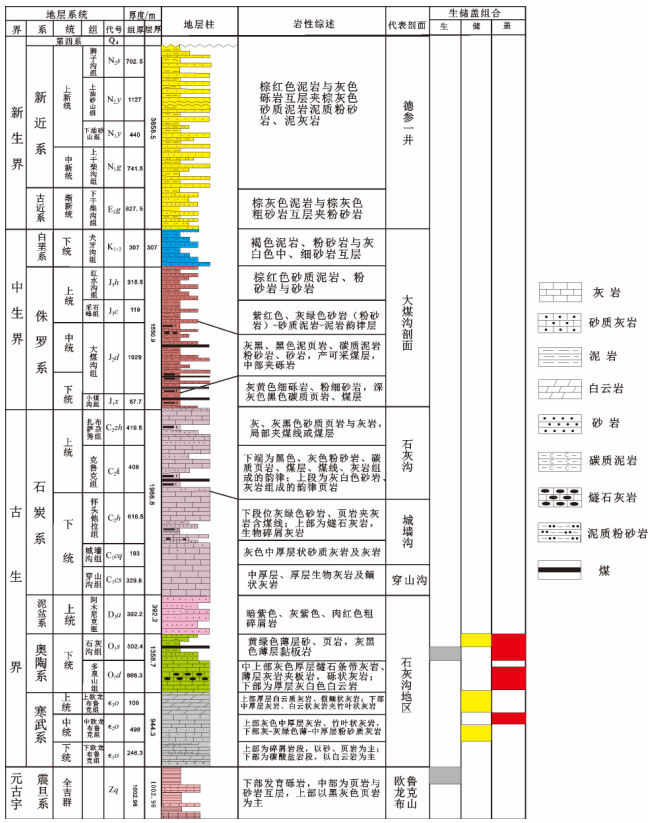 地层系统 厚度/m 地层柱 岩性综述 代表剖面 生储盖组合
界 系 统 组 代号 组厚 层厚 生 储 盖
第四系 Q₄
新生界
新近系
上新统
狮子沟组 N₂s 702.5
上油砂山组 N₂y 1127
下油砂山组 N₁y 440
中新统
上干柴沟组 N₁g 741.5
古近系
渐新统
下干柴沟组 E₃g 827.5
3858.5
棕红色泥岩与灰色
砾岩互层夹棕灰色
砂质泥岩泥质粉砂
岩、泥灰岩
棕灰色泥岩与棕灰色
粗砂岩互层夹粉砂岩
德参一井
中生界
白垩系 下统 犬牙沟组 K₁₊₂ 307 307
褐色泥岩、粉砂岩与灰
白色中、细砂岩互层
侏罗系
上统
红水沟组 J₃h 315.5
采石岭组 J₃c 119
中统
大煤沟组 J₂d 1029
下统
小煤沟组 J₁x 67.7
1550.9
棕红色砂质泥岩、粉
砂岩与砂岩
紫红色、灰绿色砂岩（粉砂
岩）-砂质泥岩-泥岩韵律层
灰黑、黑色泥页岩、碳质泥岩
粉砂岩、砂岩，产可采煤层，
中部夹砾岩
灰黄色细砾岩、粉细砂岩，深
灰色黑色碳质页岩、煤层
大煤沟剖面
古生界
石炭系
上统
扎布萨尕秀组 C₂zh 419.5
克鲁克组 C₂k 408
下统
怀头他拉组 C₁h 616.5
城墙沟组 C₁cq 183
穿山沟组 C₁cs 329.6
1966.8
灰、灰黑色砂质页岩与灰岩，
局部夹煤线或煤层
下端为黑色、灰色粉砂岩、碳
质页岩、煤层、煤线、灰岩组
成的韵律；上段为灰白色砂岩、
灰岩组成的韵律页岩
石灰沟
下段位灰绿色砂岩、页岩夹灰
岩含煤线；上部为燧石灰岩，
生物碎屑灰岩
灰色中厚层状砂质灰岩及灰岩
城墙沟
中厚层、厚层生物灰岩及鲕
状灰岩
穿山沟
泥盆系 上统 阿木尼克组 D₃a 392.2 392.2
暗紫色、灰紫色、肉红色粗
碎屑岩
奥陶系 下统
石灰沟组 O₁s 502.4
多泉山组 O₁d 866.3
1358.7
黄绿色薄层砂、页岩，灰黑
色薄层黏板岩
中上部灰色厚层燧石条带灰岩、
薄层灰岩夹板岩，砾状灰岩；
下部为厚层灰白色白云岩
石灰沟地区
寒武系
上统 上欧龙布鲁克组 ϵ₃o 100
中统 中欧龙布鲁克组 ϵ₂o 498
下统 下欧龙布鲁克组 ϵ₁o 246.3
944.3
上部厚层白云质灰岩、假鲕状灰岩；下部
中厚层灰岩、白云灰岩夹竹叶状灰岩
上部灰色中厚层灰岩、竹叶状灰岩，
下部灰-灰绿色薄-中厚层粉砂质灰岩
上部为碎屑岩段，以砂、页岩为主；
下部为碳酸盐岩段，以白云岩为主
元古宇 震旦系 全吉群 Zq 1002.96 1002.96
下部发育砾岩，中部为页岩与
砂岩互层，上部以黑灰色页岩
为主
欧鲁龙克布山
灰岩
砂质灰岩
泥岩
白云岩
砂岩
碳质泥岩
燧石灰岩
泥质粉砂岩
煤